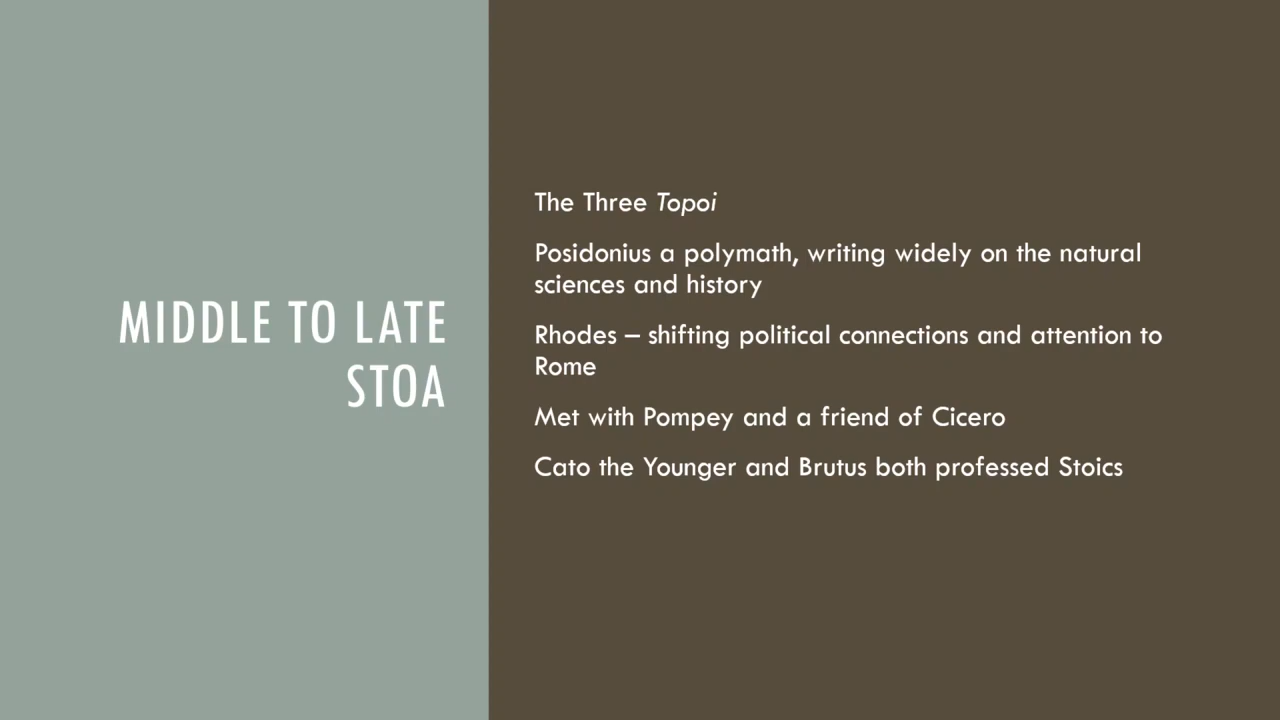 MIDDLE TO LATE
STOA
The Three Topoi
Posidonius a polymath, writing widely on the natural
sciences and history
Rhodes – shifting political connections and attention to
Rome
Met with Pompey and a friend of Cicero
Cato the Younger and Brutus both professed Stoics